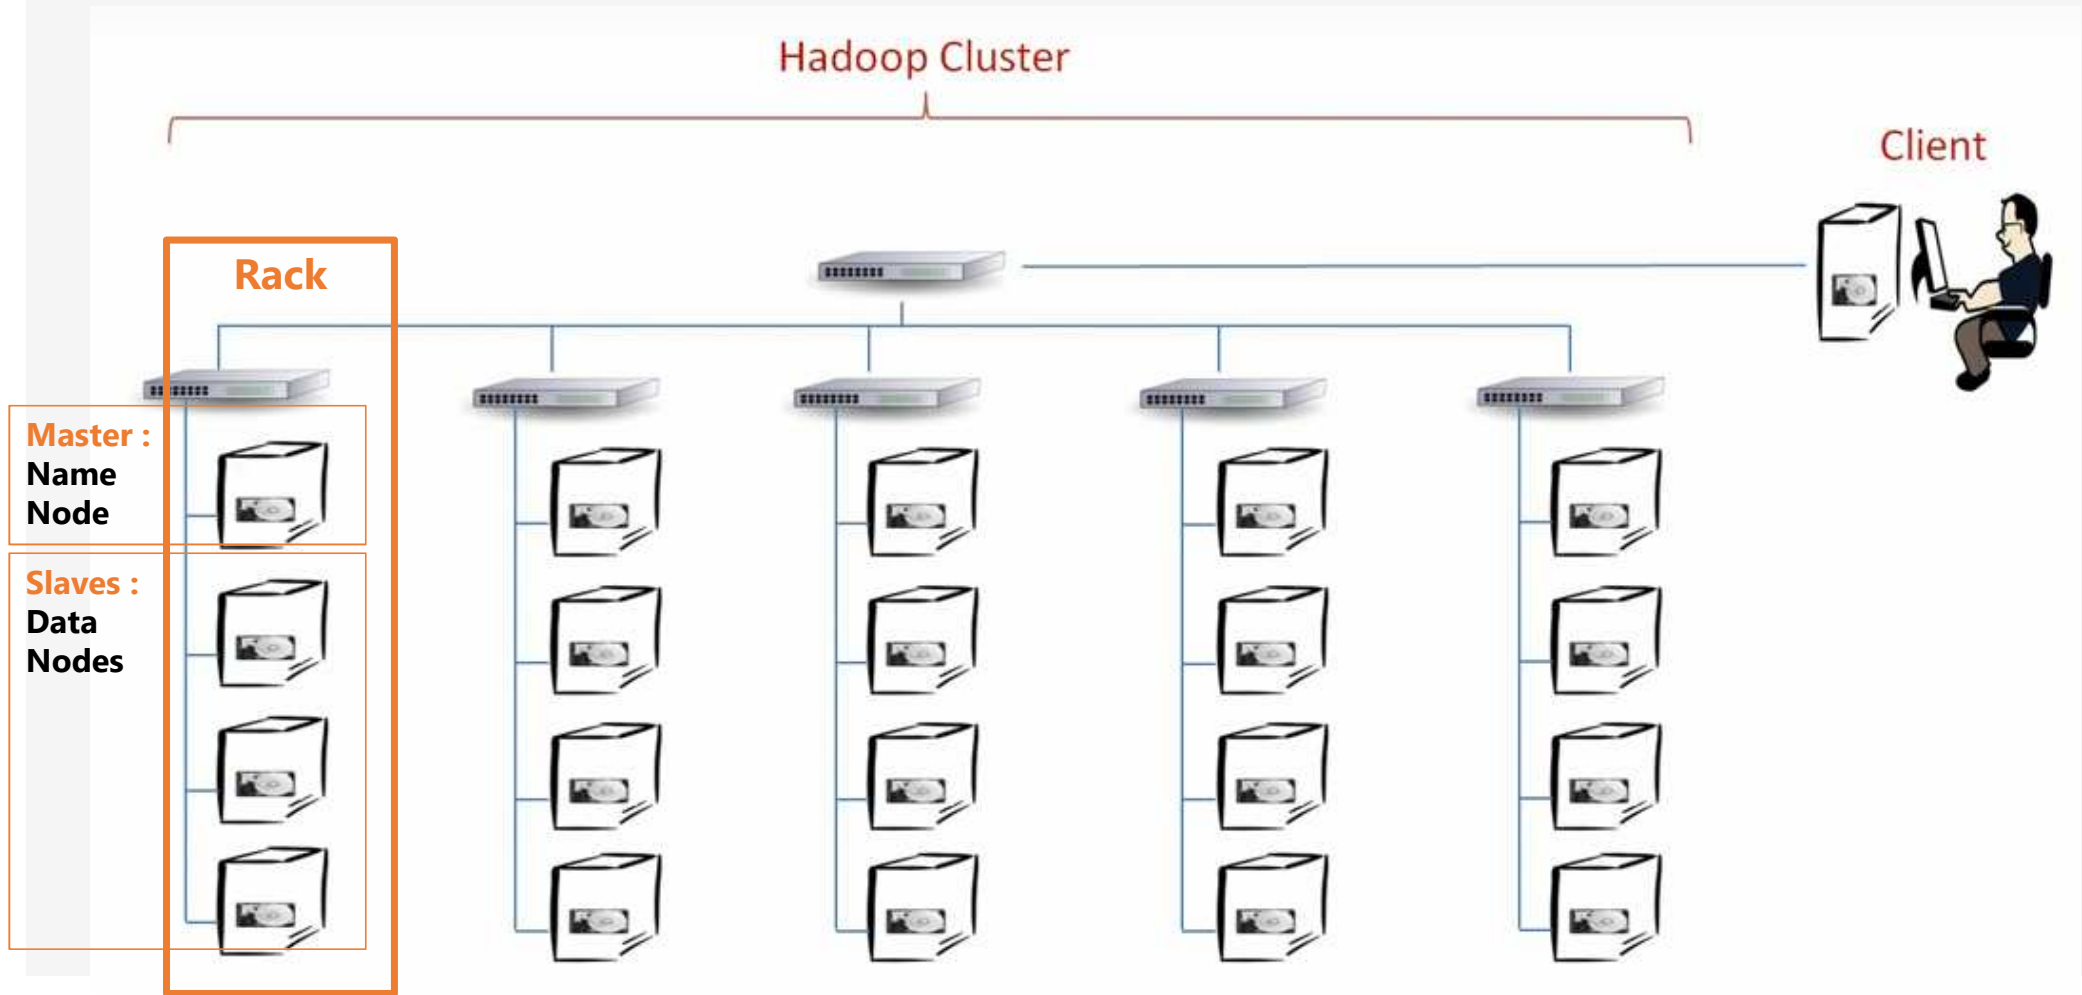 Hadoop Cluster
Client
Rack
Master :
Name
Node
Slaves :
Data
Nodes